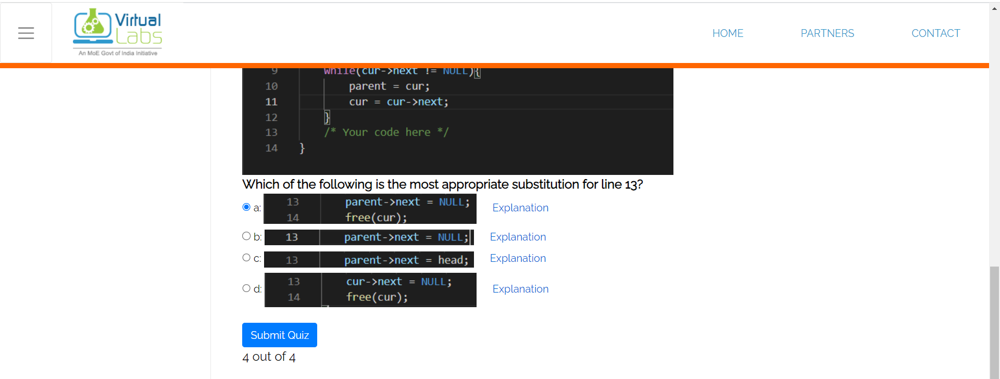 Virtual
Labs
An MoE Govt of India Initiative
HOME
PARTNERS
CONTACT
9 while(cur->next != NULL){
10 parent = cur;
11 cur = cur->next;
12 }
13 /* Your code here */
14 }
Which of the following is the most appropriate substitution for line 13?
a:
13 parent->next = NULL;
14 free(cur);
Explanation
b:
13 parent->next = NULL;
Explanation
c:
13 parent->next = head;
Explanation
d:
13 cur->next = NULL;
14 free(cur);
Explanation
Submit Quiz
4 out of 4